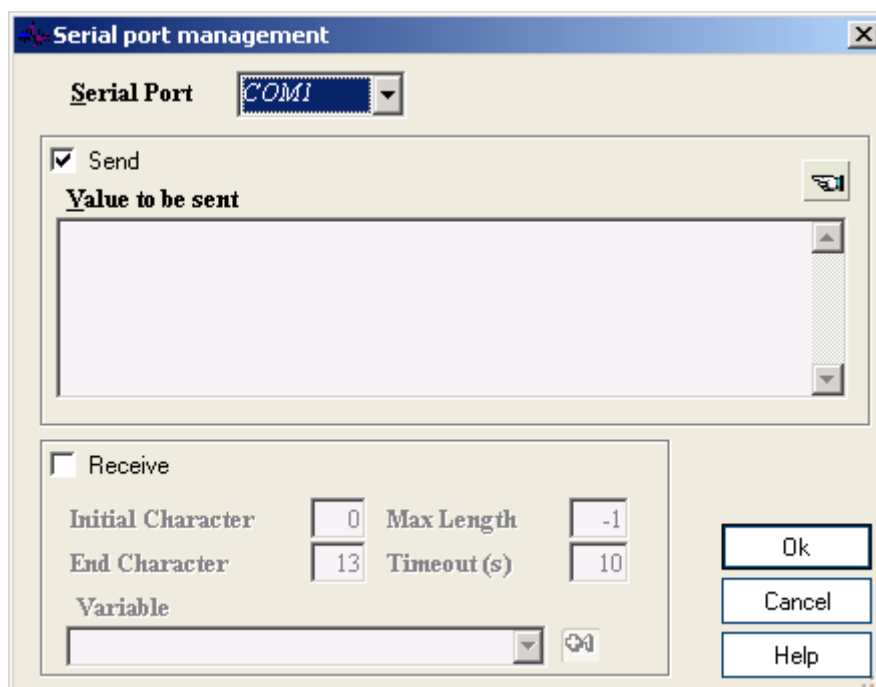 Serial port management
Serial Port COM1
Send
Value to be sent
Receive
Initial Character 0 Max Length -1
End Character 13 Timeout (s) 10
Variable
Ok
Cancel
Help